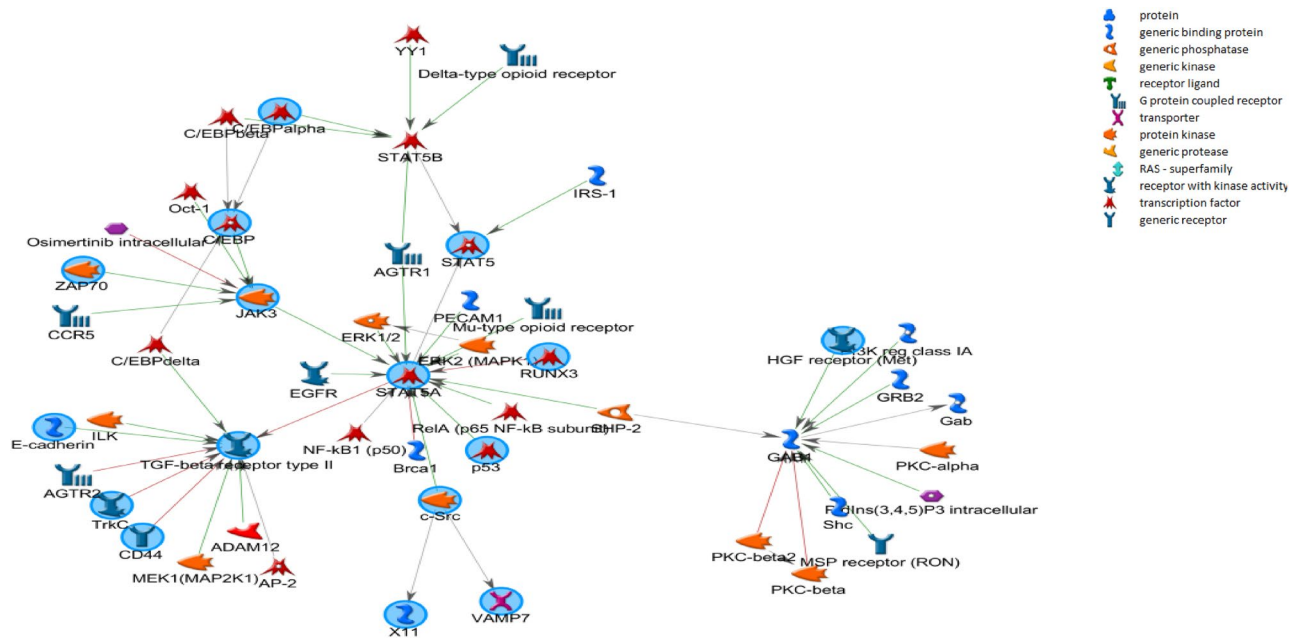 YY1
Delta-type opioid receptor
C/EBPbeta
C/EBPalpha
STAT5B
IRS-1
Oct-1
C/EBP
Osimertinib intracellular
AGTR1
STAT5
ZAP70
JAK3
CCR5
PECAM1
Mu-type opioid receptor
ERK1/2
C/EBPdelta
ERK2 (MAPK1)
RUNX3
HGF receptor (Met)
PI3K reg class IA
EGFR
STAT5A
GRB2
Gab
RelA (p65 NF-kB subunit)
SHP-2
E-cadherin
ILK
NF-kB1 (p50)
Brca1
p53
TGF-beta receptor type II
PKC-alpha
AGTR2
c-Src
TrkC
PtdIns(3,4,5)P3 intracellular
Shc
CD44
ADAM12
MEK1(MAP2K1)
AP-2
PKC-beta2
MSP receptor (RON)
PKC-beta
X11
VAMP7
protein
generic binding protein
generic phosphatase
generic kinase
receptor ligand
G protein coupled receptor
transporter
protein kinase
generic protease
RAS - superfamily
receptor with kinase activity
transcription factor
generic receptor